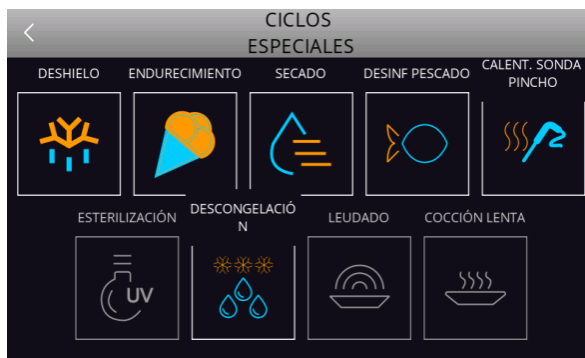 CICLOS
ESPECIALES
DESHIELO
ENDURECIMIENTO
SECADO
DESINF PESCADO
CALENT. SONDA
PINCHO
ESTERILIZACIÓN
DESCONGELACIÓ
N
LEUDADO
COCCIÓN LENTA
UV